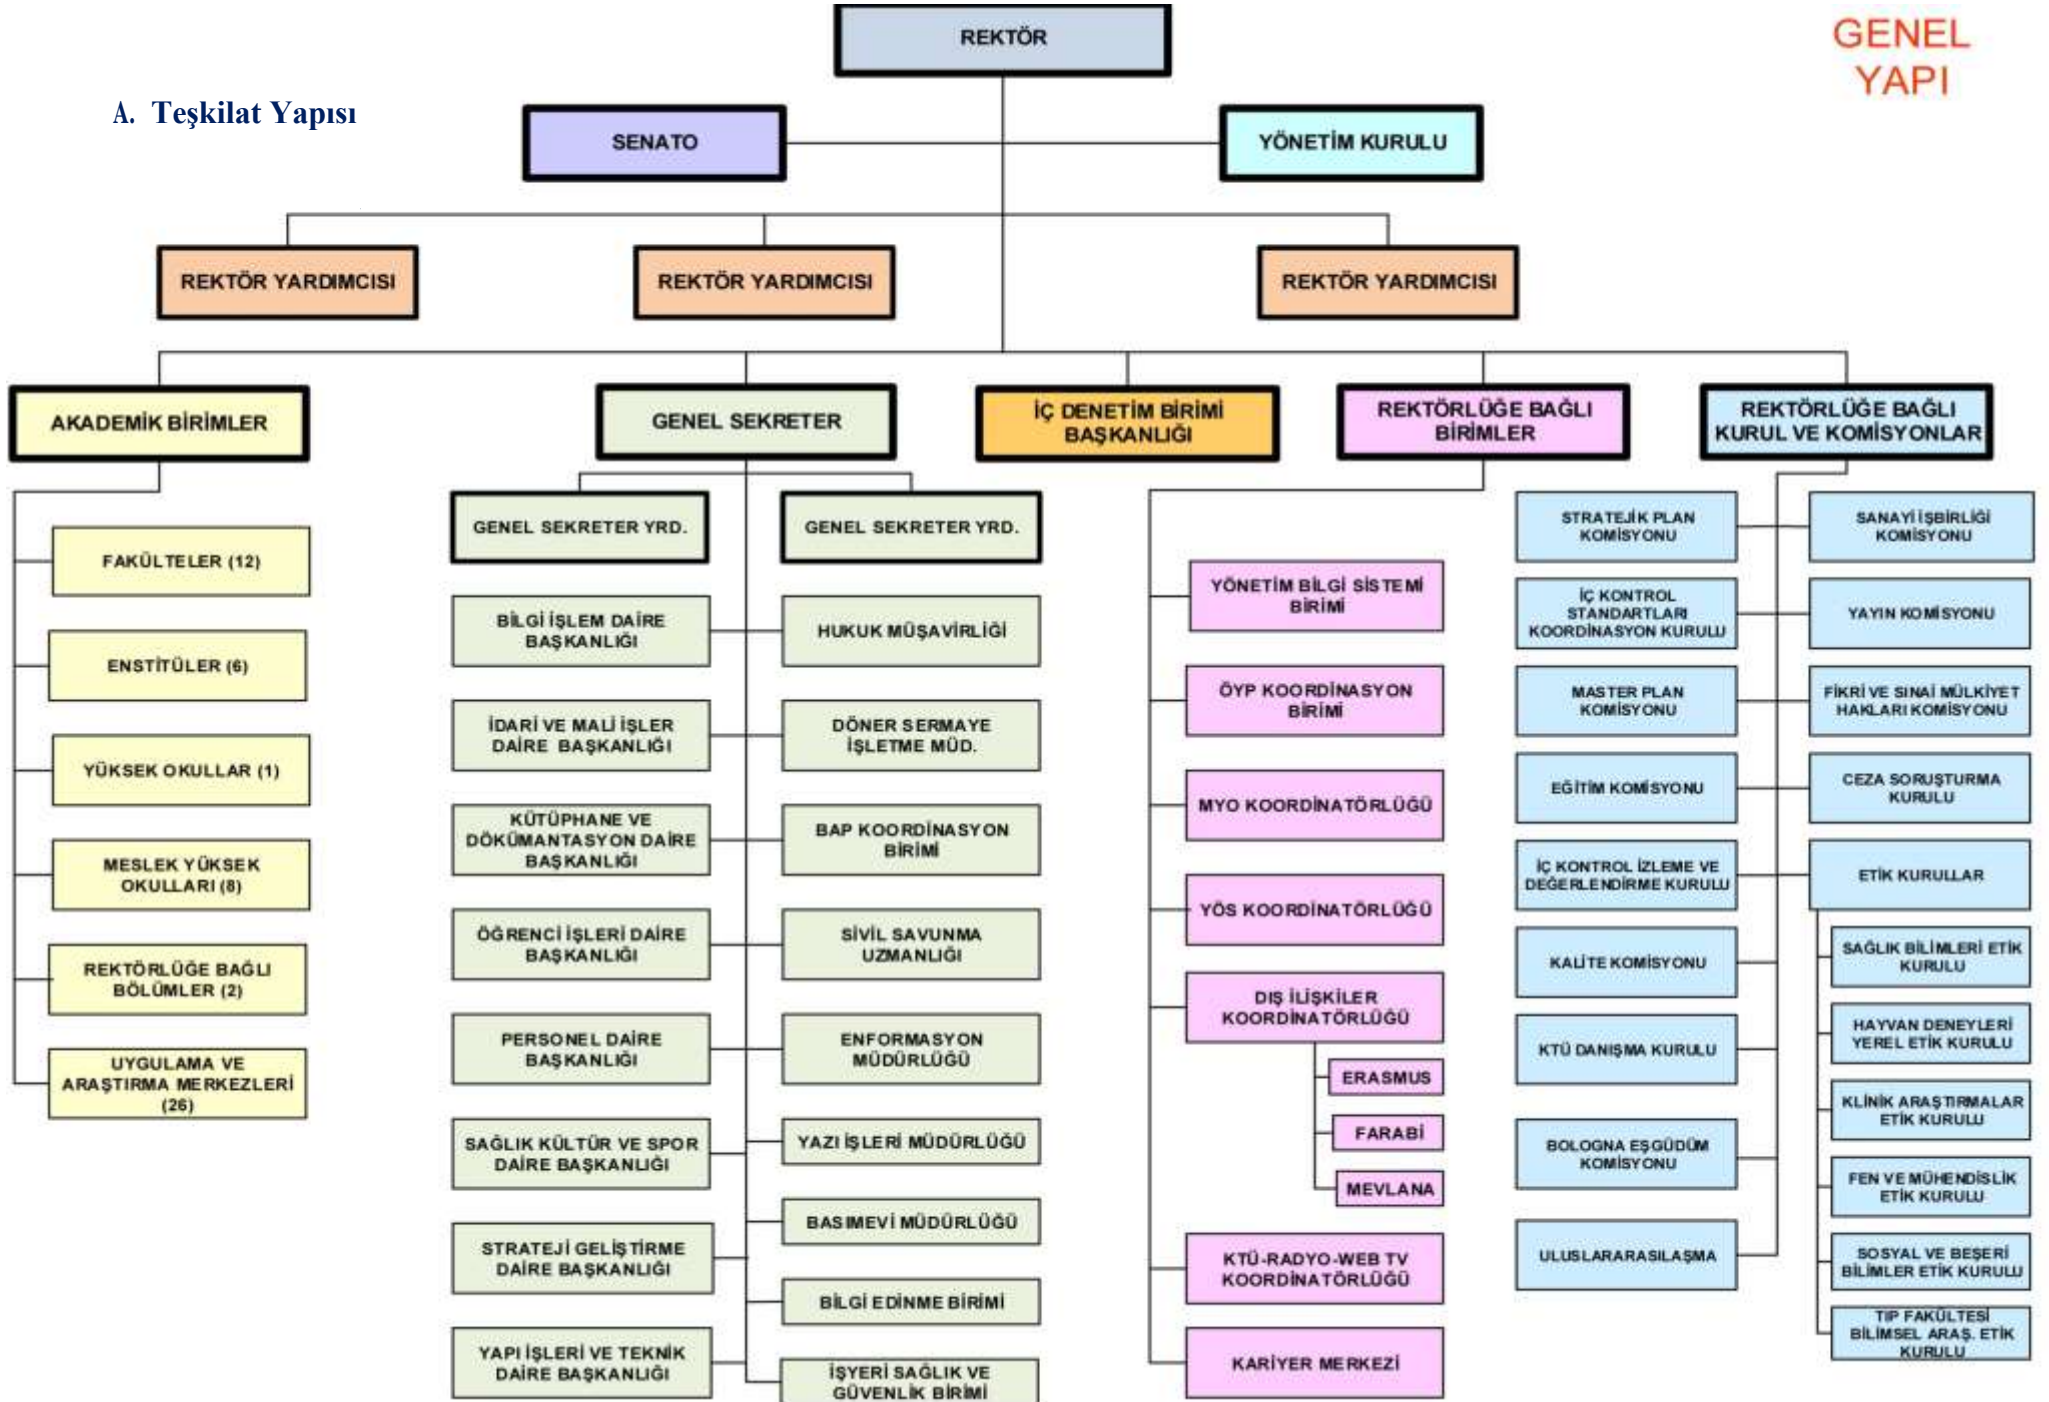 REKTÖR
GENEL
YAPI
A. Teşkilat Yapısı
SENATO
YÖNETİM KURULU
REKTÖR YARDIMCISI
REKTÖR YARDIMCISI
REKTÖR YARDIMCISI
AKADEMİK BİRİMLER
GENEL SEKRETER
İÇ DENETİM BİRİMİ
BAŞKANLIĞI
REKTÖRLÜĞE BAĞLI
BİRİMLER
REKTÖRLÜĞE BAĞLI
KURUL VE KOMİSYONLAR
FAKÜLTELER (12)
ENSTİTÜLER (6)
YÜKSEK OKULLAR (1)
MESLEK YÜKSEK
OKULLARI (8)
REKTÖRLÜĞE BAĞLI
BÖLÜMLER (2)
UYGULAMA VE
ARAŞTIRMA MERKEZLERİ
(26)
GENEL SEKRETER YRD.
GENEL SEKRETER YRD.
BİLGİ İŞLEM DAİRE
BAŞKANLIĞI
HUKUK MÜŞAVİRLİĞİ
İDARİ VE MALİ İŞLER
DAİRE BAŞKANLIĞI
DÖNER SERMAYE
İŞLETME MÜD.
KÜTÜPHANE VE
DÖKÜMANTASYON DAİRE
BAŞKANLIĞI
BAP KOORDİNASYON
BİRİMİ
ÖĞRENCİ İŞLERİ DAİRE
BAŞKANLIĞI
SİVİL SAVUNMA
UZMANLIĞI
PERSONEL DAİRE
BAŞKANLIĞI
ENFORMASYON
MÜDÜRLÜĞÜ
SAĞLIK KÜLTÜR VE SPOR
DAİRE BAŞKANLIĞI
YAZI İŞLERİ MÜDÜRLÜĞÜ
BASIMEVİ MÜDÜRLÜĞÜ
STRATEJİ GELİŞTİRME
DAİRE BAŞKANLIĞI
BİLGİ EDİNME BİRİMİ
YAPI İŞLERİ VE TEKNİK
DAİRE BAŞKANLIĞI
İŞYERİ SAĞLIK VE
GÜVENLİK BİRİMİ
YÖNETİM BİLGİ SİSTEMİ
BİRİMİ
ÖYP KOORDİNASYON
BİRİMİ
MYO KOORDİNATÖRLÜĞÜ
YÖS KOORDİNATÖRLÜĞÜ
DIŞ İLİŞKİLER
KOORDİNATÖRLÜĞÜ
ERASMUS
FARABİ
MEVLANA
KTÜ-RADYO-WEB TV
KOORDİNATÖRLÜĞÜ
KARİYER MERKEZİ
STRATEJİK PLAN
KOMİSYONU
SANAYİ İŞBİRLİĞİ
KOMİSYONU
İÇ KONTROL
STANDARTLARI
KOORDİNASYON KURULU
YAYIN KOMİSYONU
MASTER PLAN
KOMİSYONU
FİKRİ VE SINAİ MÜLKİYET
HAKLARI KOMİSYONU
EĞİTİM KOMİSYONU
CEZA SORUŞTURMA
KURULU
İÇ KONTROL İZLEME VE
DEĞERLENDİRME KURULU
ETİK KURULLAR
KALİTE KOMİSYONU
SAĞLIK BİLİMLERİ ETİK
KURULU
KTÜ DANIŞMA KURULU
HAYVAN DENEYLERİ
YEREL ETİK KURULU
KLİNİK ARAŞTIRMALAR
ETİK KURULU
BOLOGNA EŞGÜDÜM
KOMİSYONU
FEN VE MÜHENDİSLİK
ETİK KURULU
ULUSLARARASILAŞMA
SOSYAL VE BEŞERİ
BİLİMLER ETİK KURULU
TIP FAKÜLTESİ
BİLİMSEL ARAŞ. ETİK
KURULU